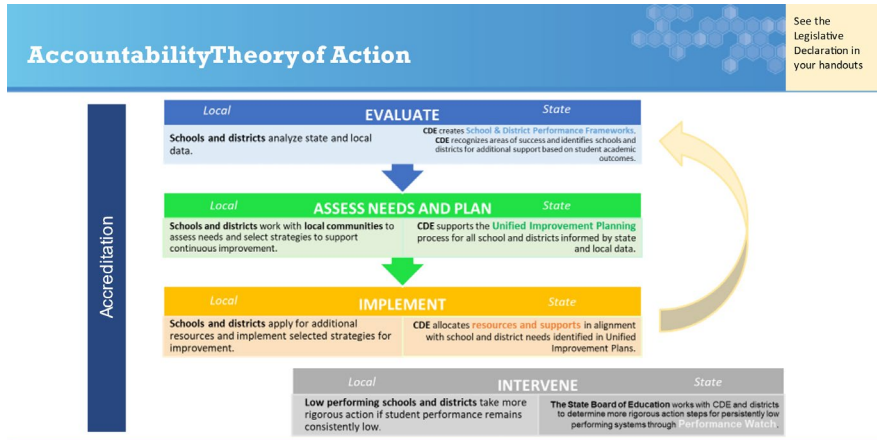 See the
Legislative
Declaration in
your handouts
AccountabilityTheory of Action
Accreditation
Local
EVALUATE
State
Schools and districts analyze state and local
data.
CDE creates School & District Performance Frameworks.
CDE recognizes areas of success and identifies schools and
districts for additional support based on student academic
outcomes.
Local
ASSESS NEEDS AND PLAN
State
Schools and districts work with local communities to
assess needs and select strategies to support
continuous improvement.
CDE supports the Unified Improvement Planning
process for all school and districts informed by state
and local data.
Local
IMPLEMENT
State
Schools and districts apply for additional
resources and implement selected strategies for
improvement.
CDE allocates resources and supports in alignment
with school and district needs identified in Unified
Improvement Plans.
Local
INTERVENE
State
Low performing schools and districts take more
rigorous action if student performance remains
consistently low.
The State Board of Education works with CDE and districts
to determine more rigorous action steps for persistently low
performing systems through Performance Watch.